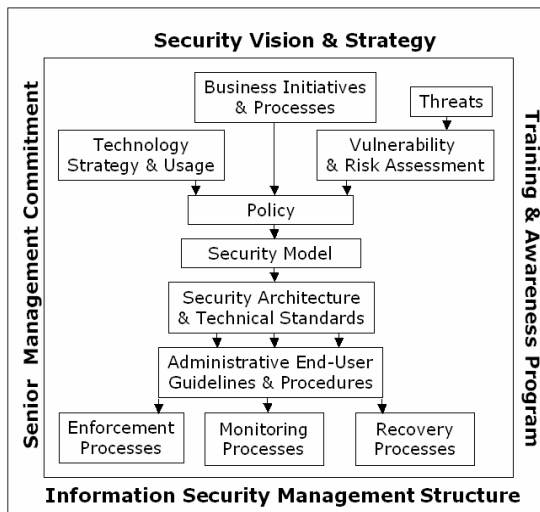 Security Vision & Strategy
Senior Management Commitment
Training & Awareness Program
Business Initiatives
& Processes
Threats
Technology
Strategy & Usage
Vulnerability
& Risk Assessment
Policy
Security Model
Security Architecture
& Technical Standards
Administrative End-User
Guidelines & Procedures
Enforcement
Processes
Monitoring
Processes
Recovery
Processes
Information Security Management Structure